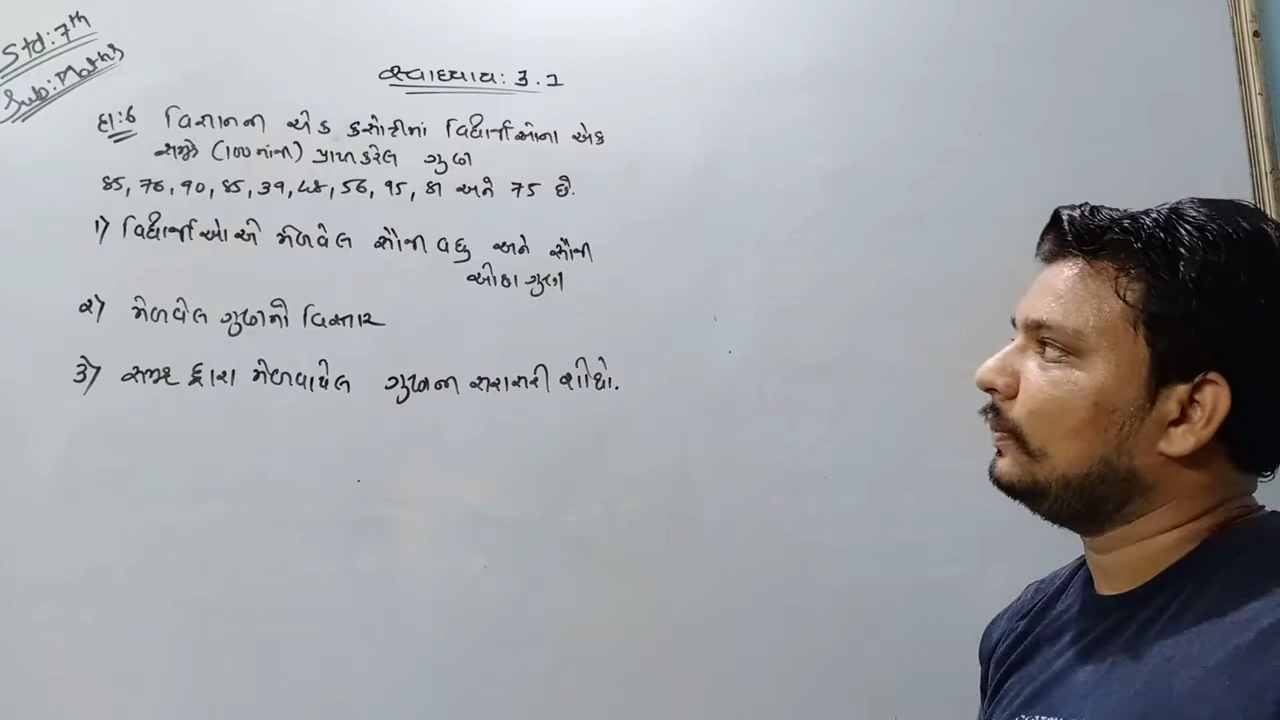 Std: 7th
Sub: Maths
સ્વાધ્યાય: 3.1
દા:6 વિજ્ઞાનની એક કસોટીમાં વિદ્યાર્થીઓના એક
સમૂહે (100 માંથી) પ્રાપ્ત કરેલ ગુણ
85, 76, 90, 85, 39, 48, 56, 95, 81 અને 75 છે.
1) વિદ્યાર્થીઓએ મેળવેલ સૌથી વધુ અને સૌથી
ઓછા ગુણ
2) મેળવેલ ગુણનો વિસ્તાર
3) સમૂહ દ્વારા મેળવાયેલ ગુણના સરાસરી શોધો.